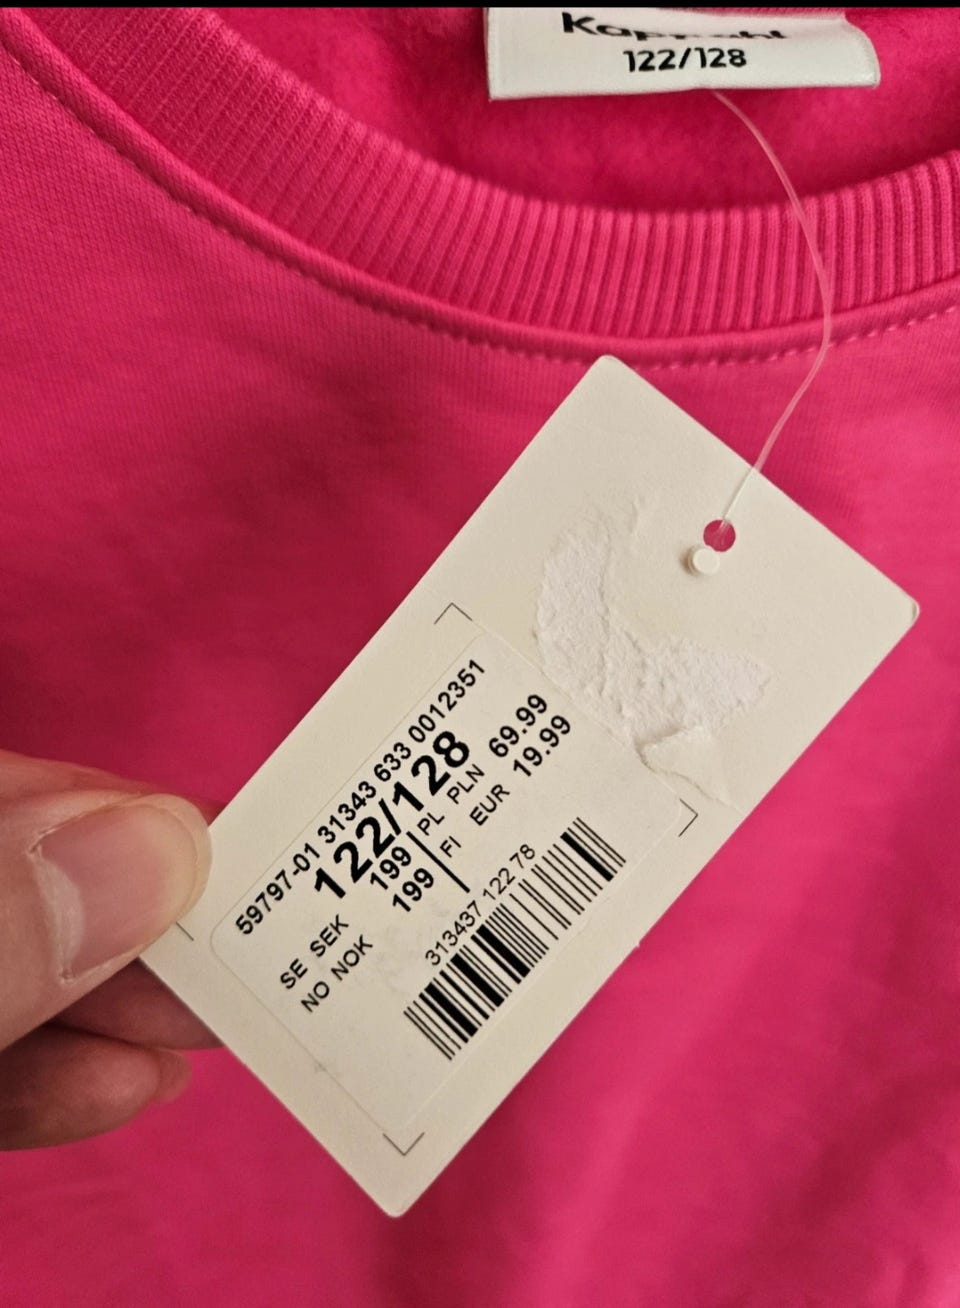 Kappahl
122/128
59797-01 31343 633 0012351
122/128
SE SEK 199 PL PLN 69.99
NO NOK 199 FI EUR 19.99
313437 122 78